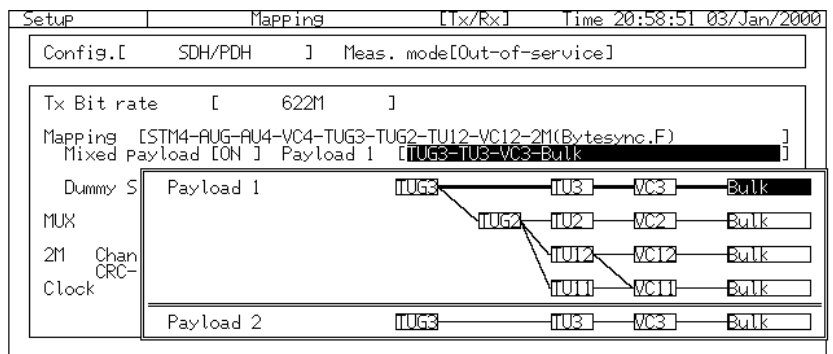 Setup Mapping [Tx/Rx] Time 20:58:51 03/Jan/2000
Config.[ SDH/PDH ] Meas. mode[Out-of-service]
Tx Bit rate [ 622M ]
Mapping [STM4-AUG-AU4-VC4-TUG3-TUG2-TU12-VC12-2M(Bytesync.F) ]
Mixed payload [ON ] Payload 1 [TUG3-TU3-VC3-Bulk ]
Dummy S
Payload 1 TUG3 TU3 VC3 Bulk
MUX
TUG2 TU2 VC2 Bulk
2M Chan
TU12 VC12 Bulk
CRC-
Clock
TU11 VC11 Bulk
Payload 2 TUG3 TU3 VC3 Bulk